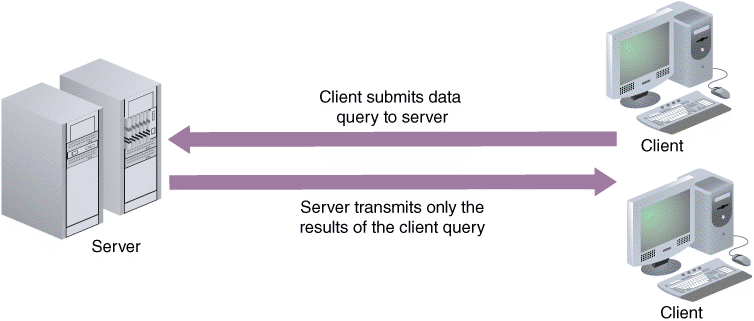 Client submits data
query to server
Client
Server transmits only the
results of the client query
Server
Client